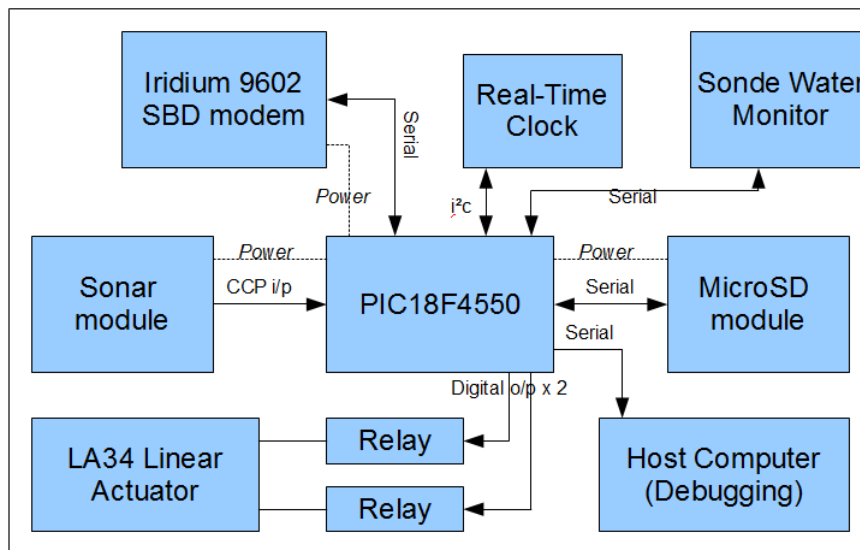 Iridium 9602
SBD modem
Serial
Power
Real-Time
Clock
i²c
Sonde Water
Monitor
Serial
Sonar
module
Power
CCP i/p
PIC18F4550
Power
Serial
MicroSD
module
Serial
Digital o/p x 2
LA34 Linear
Actuator
Relay
Relay
Host Computer
(Debugging)